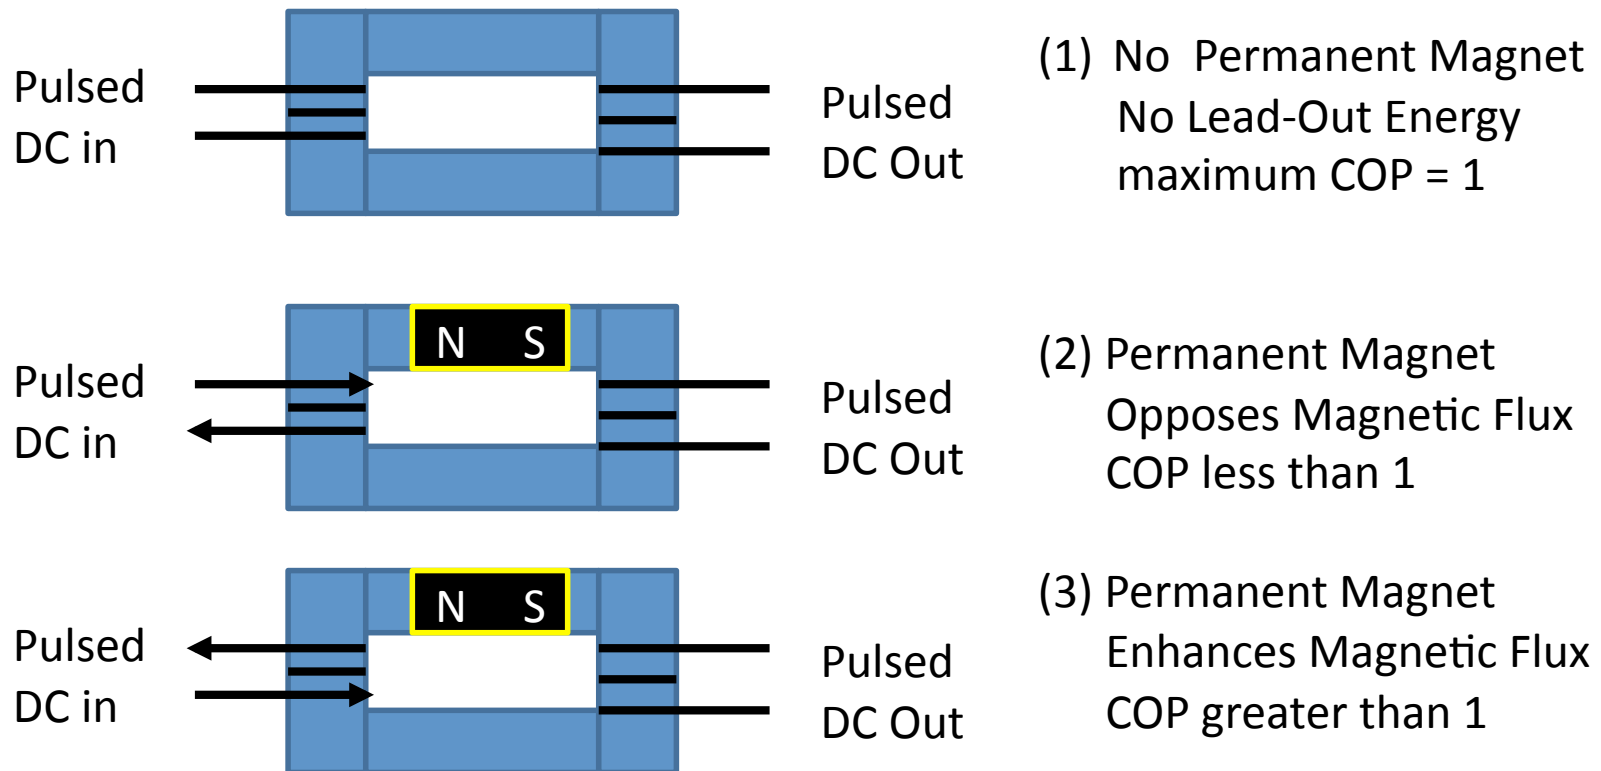 Pulsed
DC in
Pulsed
DC Out
(1) No Permanent Magnet
No Lead-Out Energy
maximum COP = 1
Pulsed
DC in
N S
Pulsed
DC Out
(2) Permanent Magnet
Opposes Magnetic Flux
COP less than 1
Pulsed
DC in
N S
Pulsed
DC Out
(3) Permanent Magnet
Enhances Magnetic Flux
COP greater than 1